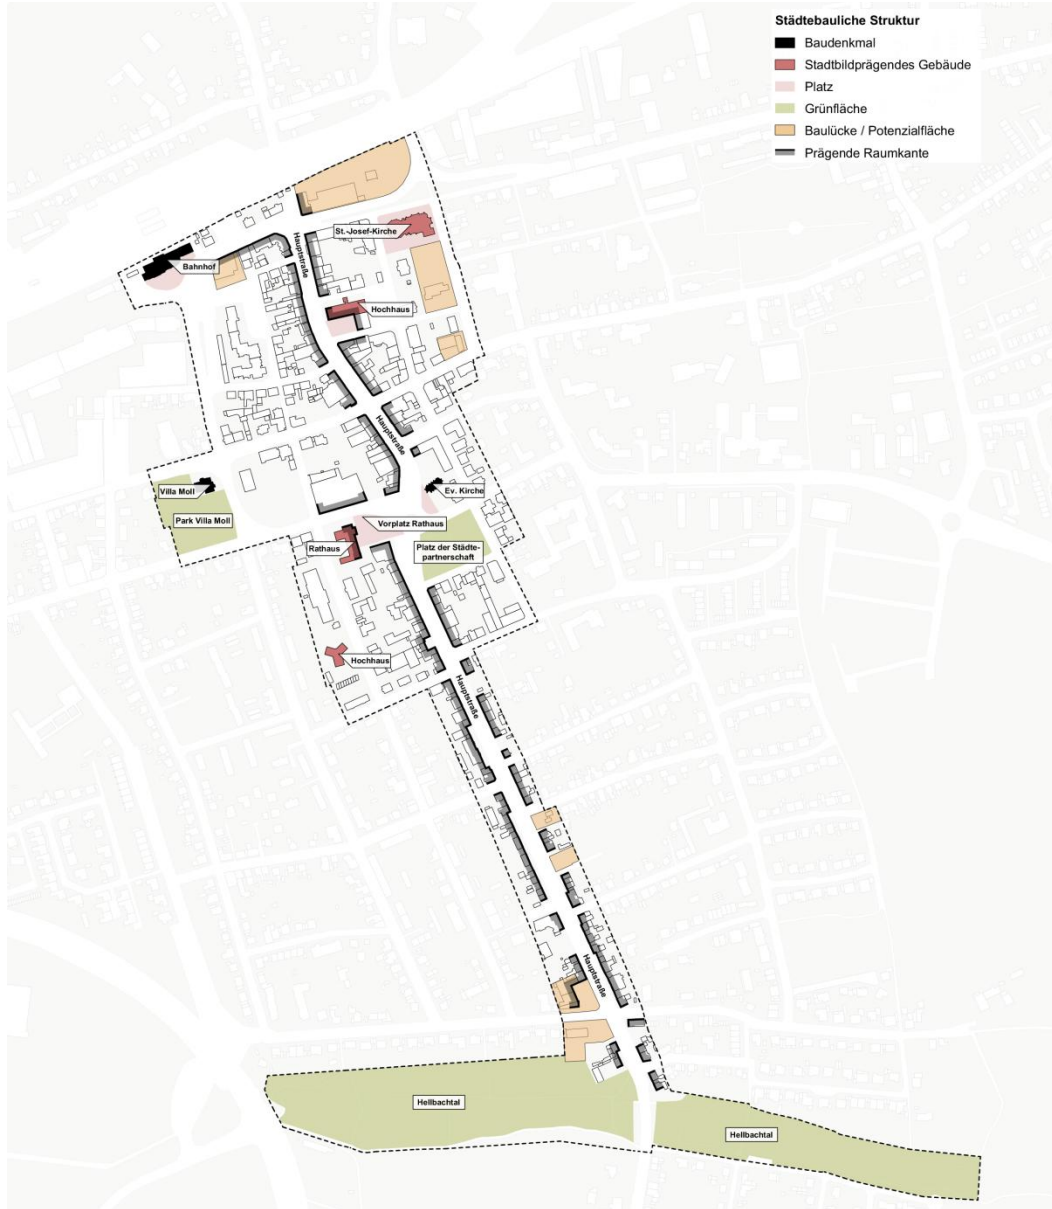 Städtebauliche Struktur
Baudenkmal
Stadtbildprägendes Gebäude
Platz
Grünfläche
Baulücke / Potenzialfläche
Prägende Raumkante
St.-Josef-Kirche
Hauptstraße
Bahnhof
Hochhaus
Hauptstraße
Villa Moll
Ev. Kirche
Park Villa Moll
Vorplatz Rathaus
Rathaus
Platz der Städte-
partnerschaft
Hochhaus
Hauptstraße
Hauptstraße
Hellbachtal
Hellbachtal